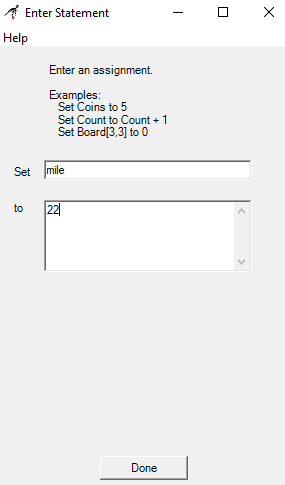 Enter Statement
Help
Enter an assignment.
Examples:
Set Coins to 5
Set Count to Count + 1
Set Board[3,3] to 0
Set mile
to 22
Done